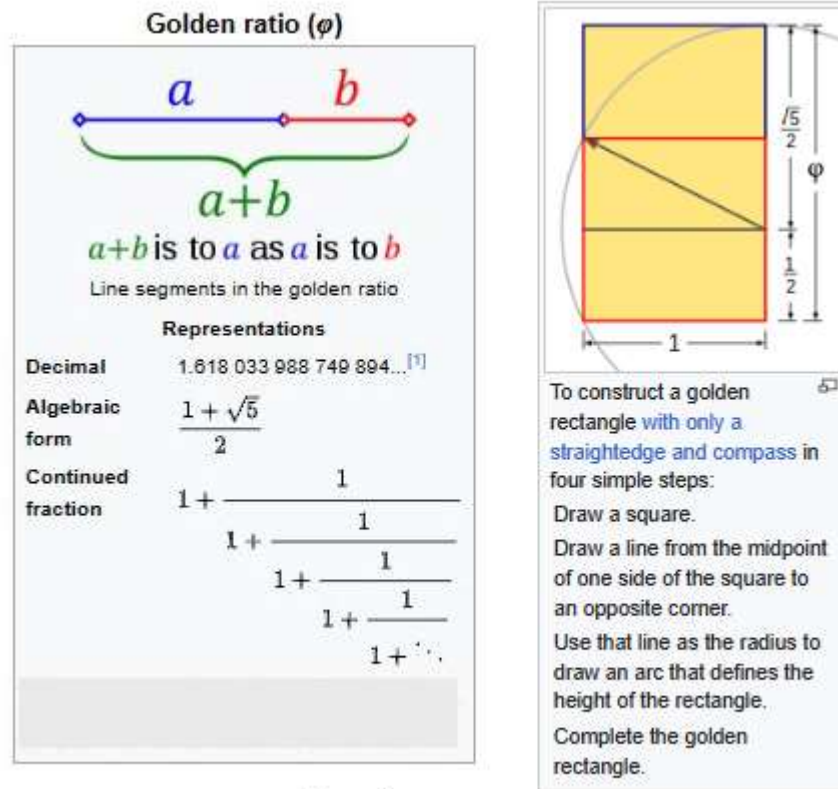 Golden ratio (φ)
a b
a+b
a+b is to a as a is to b
Line segments in the golden ratio
Representations
Decimal 1.618 033 988 749 894...[1]
Algebraic form 1 + √5
2
Continued fraction 1 + 1
1 + 1
1 + 1
1 + 1
1 + ⋱
√5
2
φ
1
2
1
To construct a golden
rectangle with only a
straightedge and compass in
four simple steps:
Draw a square.
Draw a line from the midpoint
of one side of the square to
an opposite corner.
Use that line as the radius to
draw an arc that defines the
height of the rectangle.
Complete the golden
rectangle.